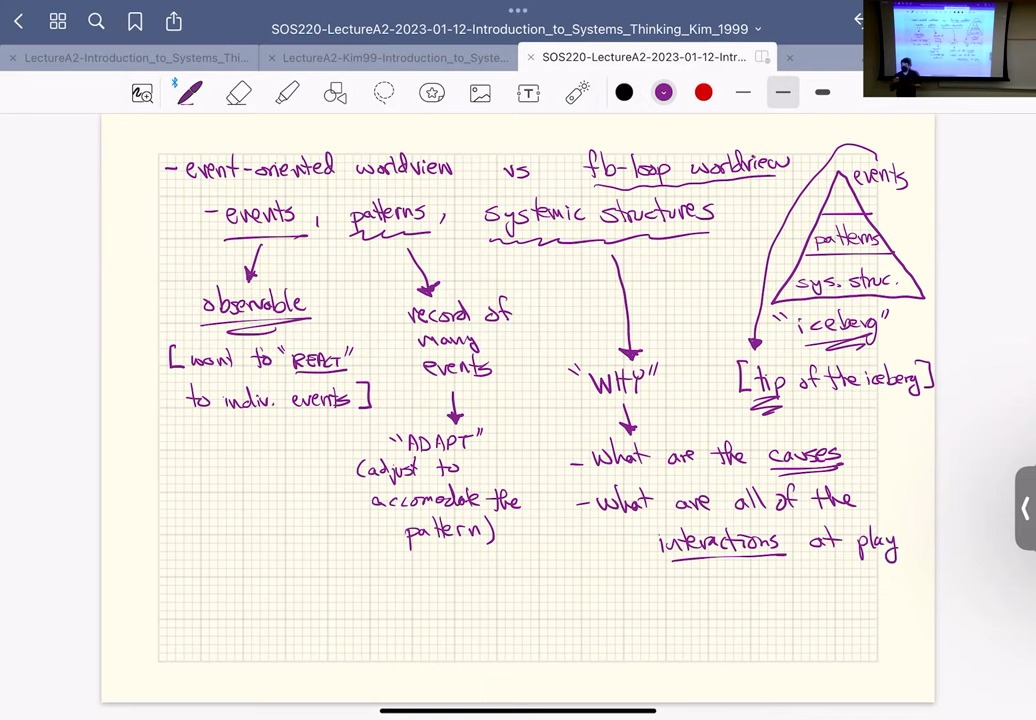 SOS220-LectureA2-2023-01-12-Introduction_to_Systems_Thinking_Kim_1999
LectureA2-Introduction_to_Systems_Thi...
LectureA2-Kim99-Introduction_to_Syste...
SOS220-LectureA2-2023-01-12-Intr...
- event-oriented worldview vs fb-loop worldview
- events, patterns, systemic structures
observable
[want to "REACT"
to indiv. events]
record of
many
events
"ADAPT"
(adjust to
accomodate the
pattern)
"WHY"
- What are the causes
- What are all of the
interactions at play
events
patterns
sys. struc.
"iceberg"
[tip of the iceberg]